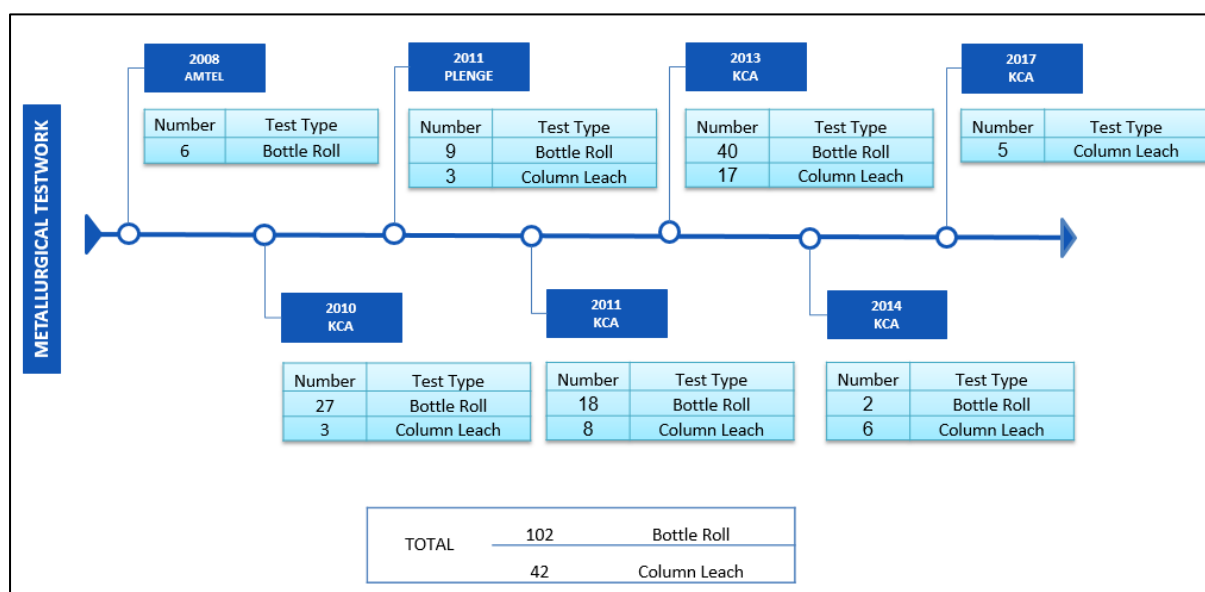 METALLURGICAL TESTWORK
2008
AMTEL
Number Test Type
6 Bottle Roll
2010
KCA
Number Test Type
27 Bottle Roll
3 Column Leach
2011
PLENGE
Number Test Type
9 Bottle Roll
3 Column Leach
2011
KCA
Number Test Type
18 Bottle Roll
8 Column Leach
2013
KCA
Number Test Type
40 Bottle Roll
17 Column Leach
2014
KCA
Number Test Type
2 Bottle Roll
6 Column Leach
2017
KCA
Number Test Type
5 Column Leach
TOTAL
102 Bottle Roll
42 Column Leach